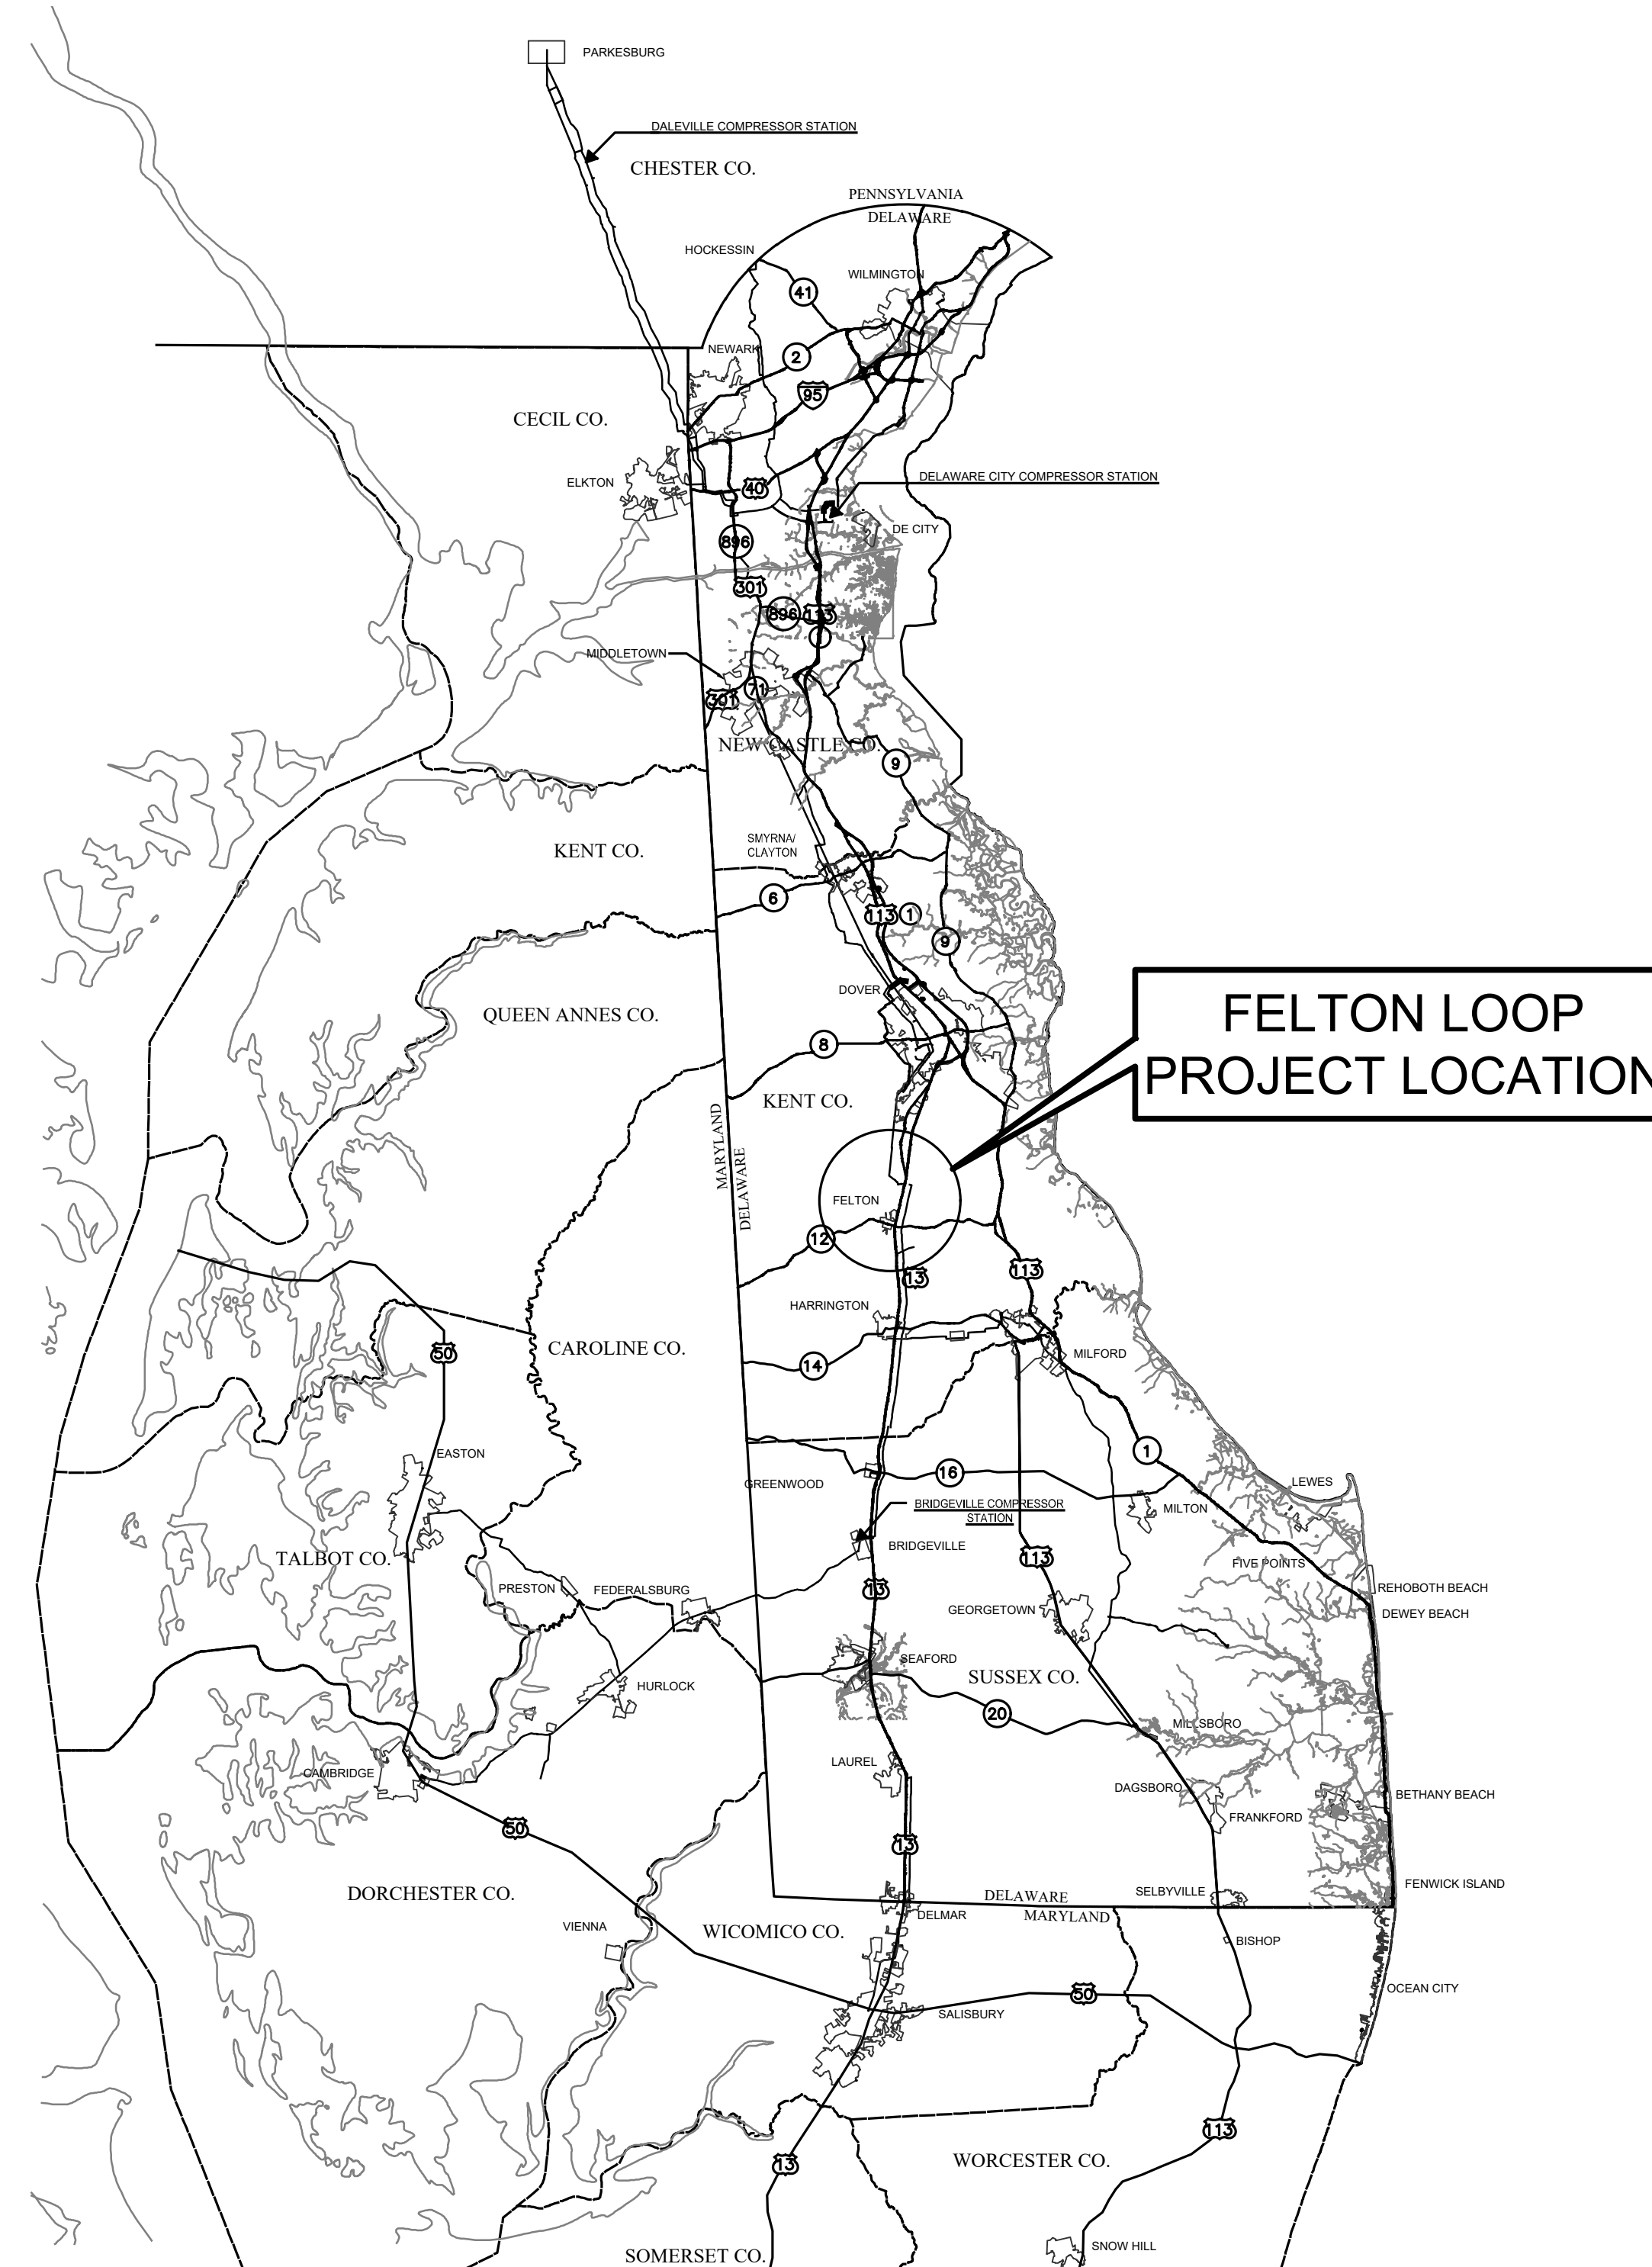 PARKESBURG
DALEVILLE COMPRESSOR STATION
CHESTER CO.
PENNSYLVANIA
DELAWARE
HOCKESSIN
WILMINGTON
41
NEWARK
2
95
CECIL CO.
ELKTON
40
DELAWARE CITY COMPRESSOR STATION
DE CITY
896
301
896
113
1
MIDDLETOWN
301
71
NEW CASTLE CO.
9
KENT CO.
SMYRNA/
CLAYTON
6
113
1
9
DOVER
QUEEN ANNES CO.
8
FELTON LOOP
PROJECT LOCATION
KENT CO.
MARYLAND
DELAWARE
FELTON
12
13
113
HARRINGTON
50
CAROLINE CO.
14
MILFORD
EASTON
1
GREENWOOD
16
LEWES
BRIDGEVILLE COMPRESSOR
STATION
MILTON
BRIDGEVILLE
TALBOT CO.
113
FIVE POINTS
PRESTON
FEDERALSBURG
13
REHOBOTH BEACH
GEORGETOWN
DEWEY BEACH
SEAFORD
SUSSEX CO.
HURLOCK
20
MILLSBORO
LAUREL
CAMBRIDGE
DAGSBORO
BETHANY BEACH
FRANKFORD
50
13
DORCHESTER CO.
DELAWARE
SELBYVILLE
FENWICK ISLAND
DELMAR
MARYLAND
VIENNA
WICOMICO CO.
BISHOP
OCEAN CITY
50
SALISBURY
113
13
WORCESTER CO.
SNOW HILL
SOMERSET CO.